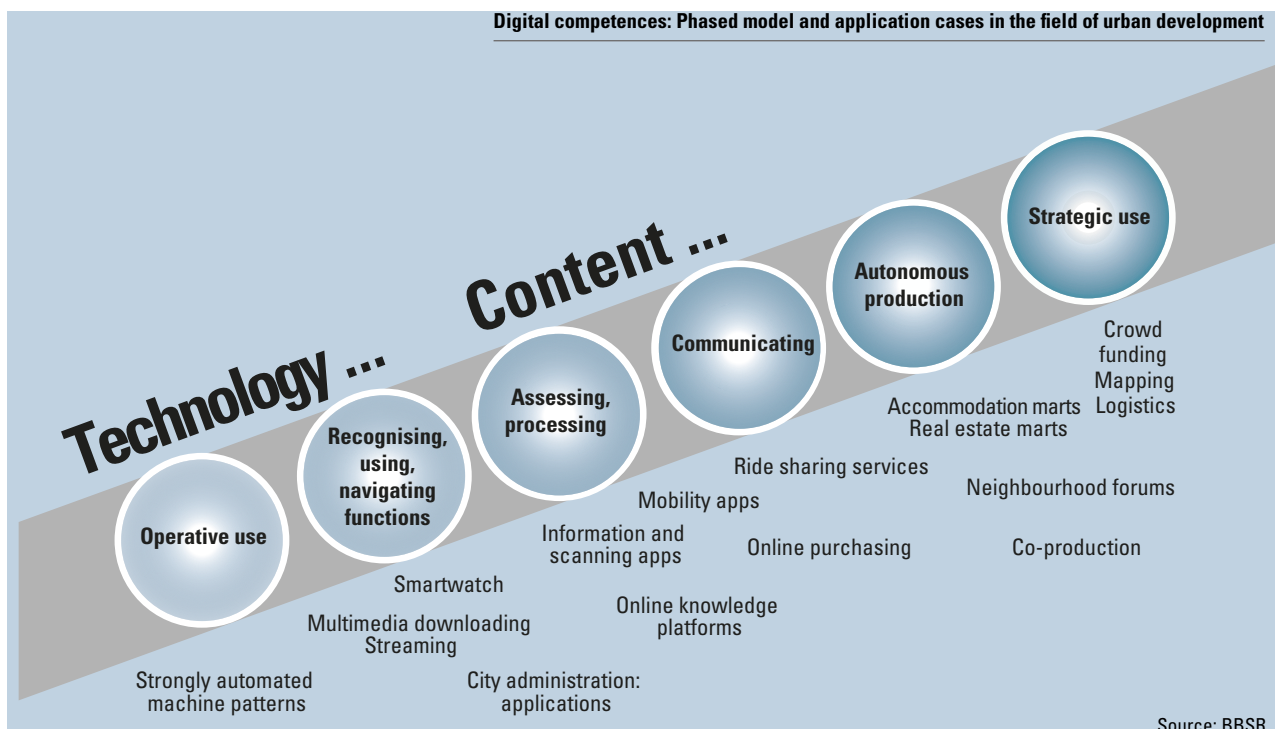 Digital competences: Phased model and application cases in the field of urban development
Technology ...
Content ...
Operative use
Recognising,
using,
navigating
functions
Assessing,
processing
Communicating
Autonomous
production
Strategic use
Crowd
funding
Mapping
Logistics
Accommodation marts
Real estate marts
Ride sharing services
Neighbourhood forums
Mobility apps
Information and
scanning apps
Online purchasing
Co-production
Smartwatch
Online knowledge
platforms
Multimedia downloading
Streaming
Strongly automated
machine patterns
City administration:
applications
Source: BBSR